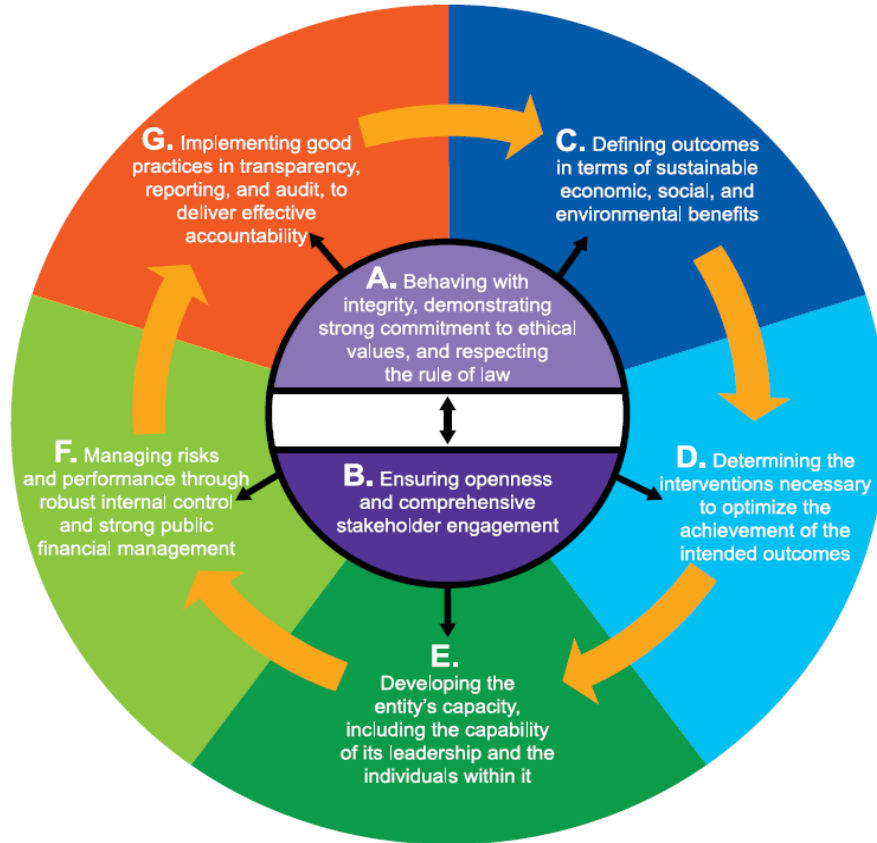 G. Implementing good
practices in transparency,
reporting, and audit, to
deliver effective
accountability
C. Defining outcomes
in terms of sustainable
economic, social, and
environmental benefits
A. Behaving with
integrity, demonstrating
strong commitment to ethical
values, and respecting
the rule of law
B. Ensuring openness
and comprehensive
stakeholder engagement
D. Determining the
interventions necessary
to optimize the
achievement of the
intended outcomes
E.
Developing the
entity's capacity,
including the capability
of its leadership and the
individuals within it
F. Managing risks
and performance through
robust internal control
and strong public
financial management